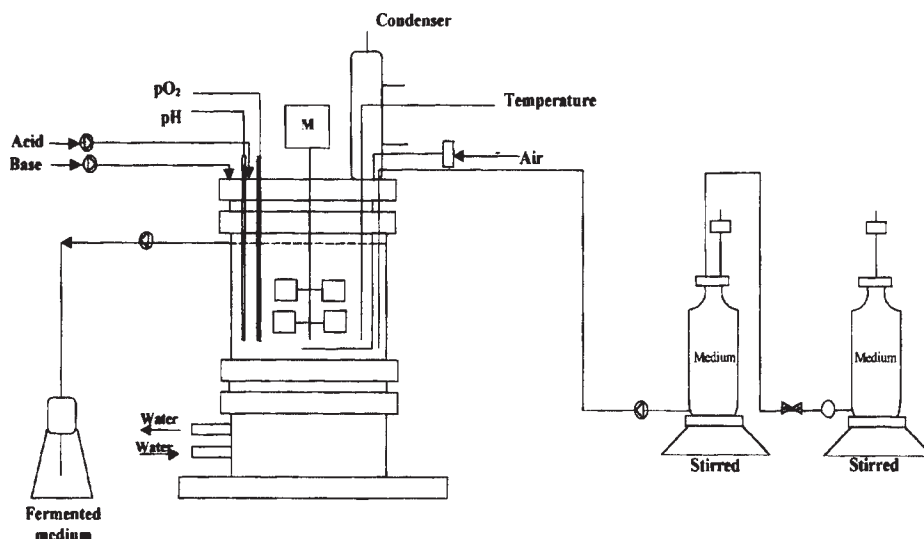 Condenser
pO₂
pH
M
Temperature
Acid
Base
Air
Medium
Medium
Water
Water
Stirred
Stirred
Fermented
medium